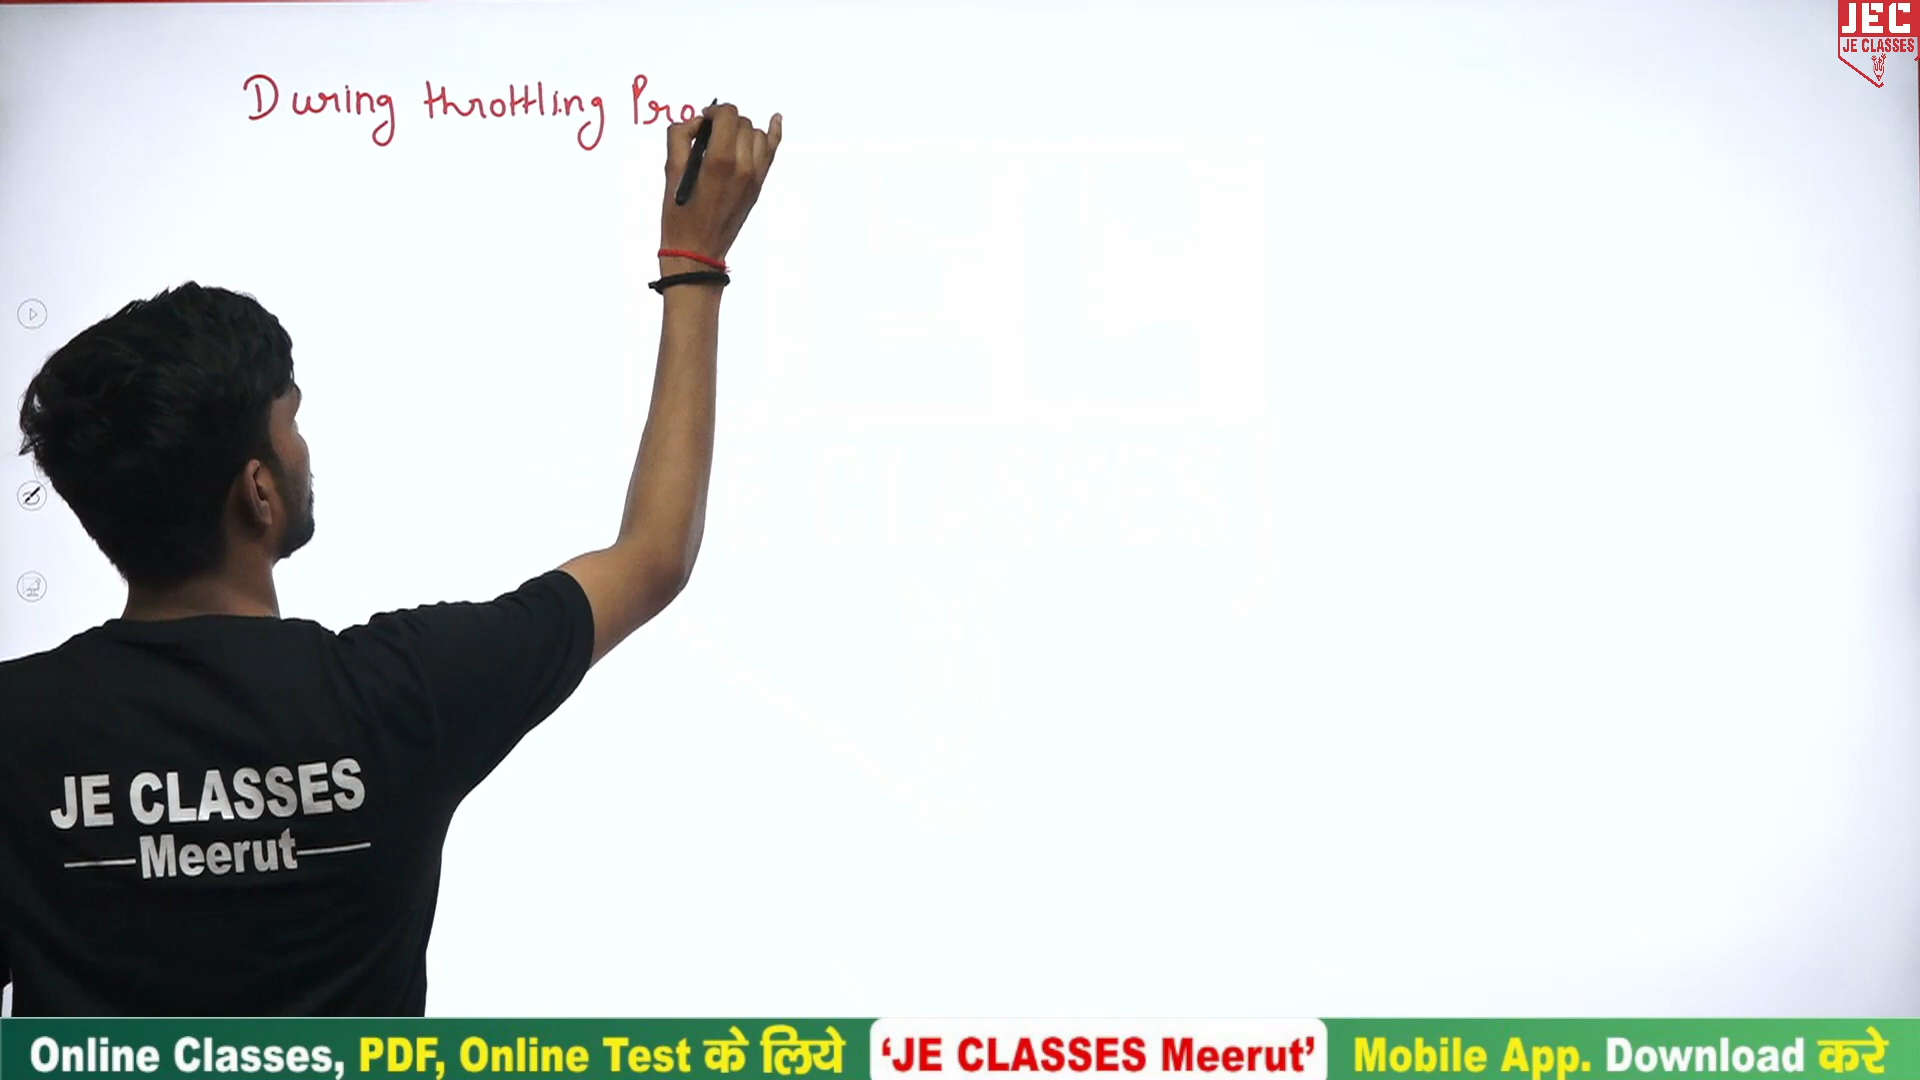 JEC
JE CLASSES
During throttling Pro
JE CLASSES
Meerut
Online Classes, PDF, Online Test के लिये 'JE CLASSES Meerut' Mobile App. Download करे